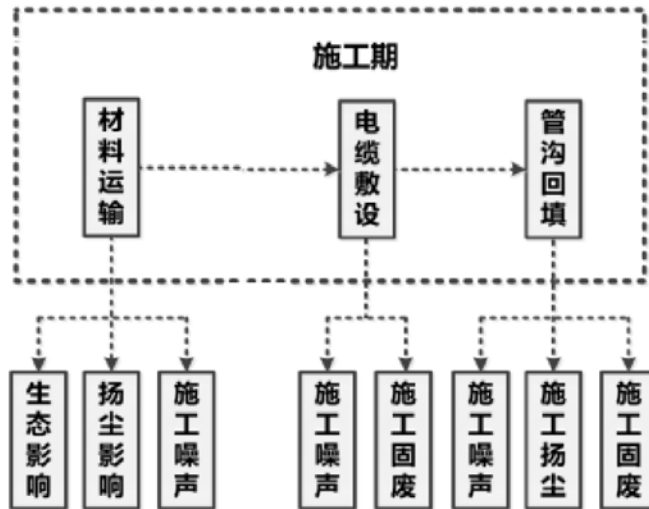 施工期
材料运输
电缆敷设
管沟回填
生态影响
扬尘影响
施工噪声
施工噪声
施工固废
施工噪声
施工扬尘
施工固废